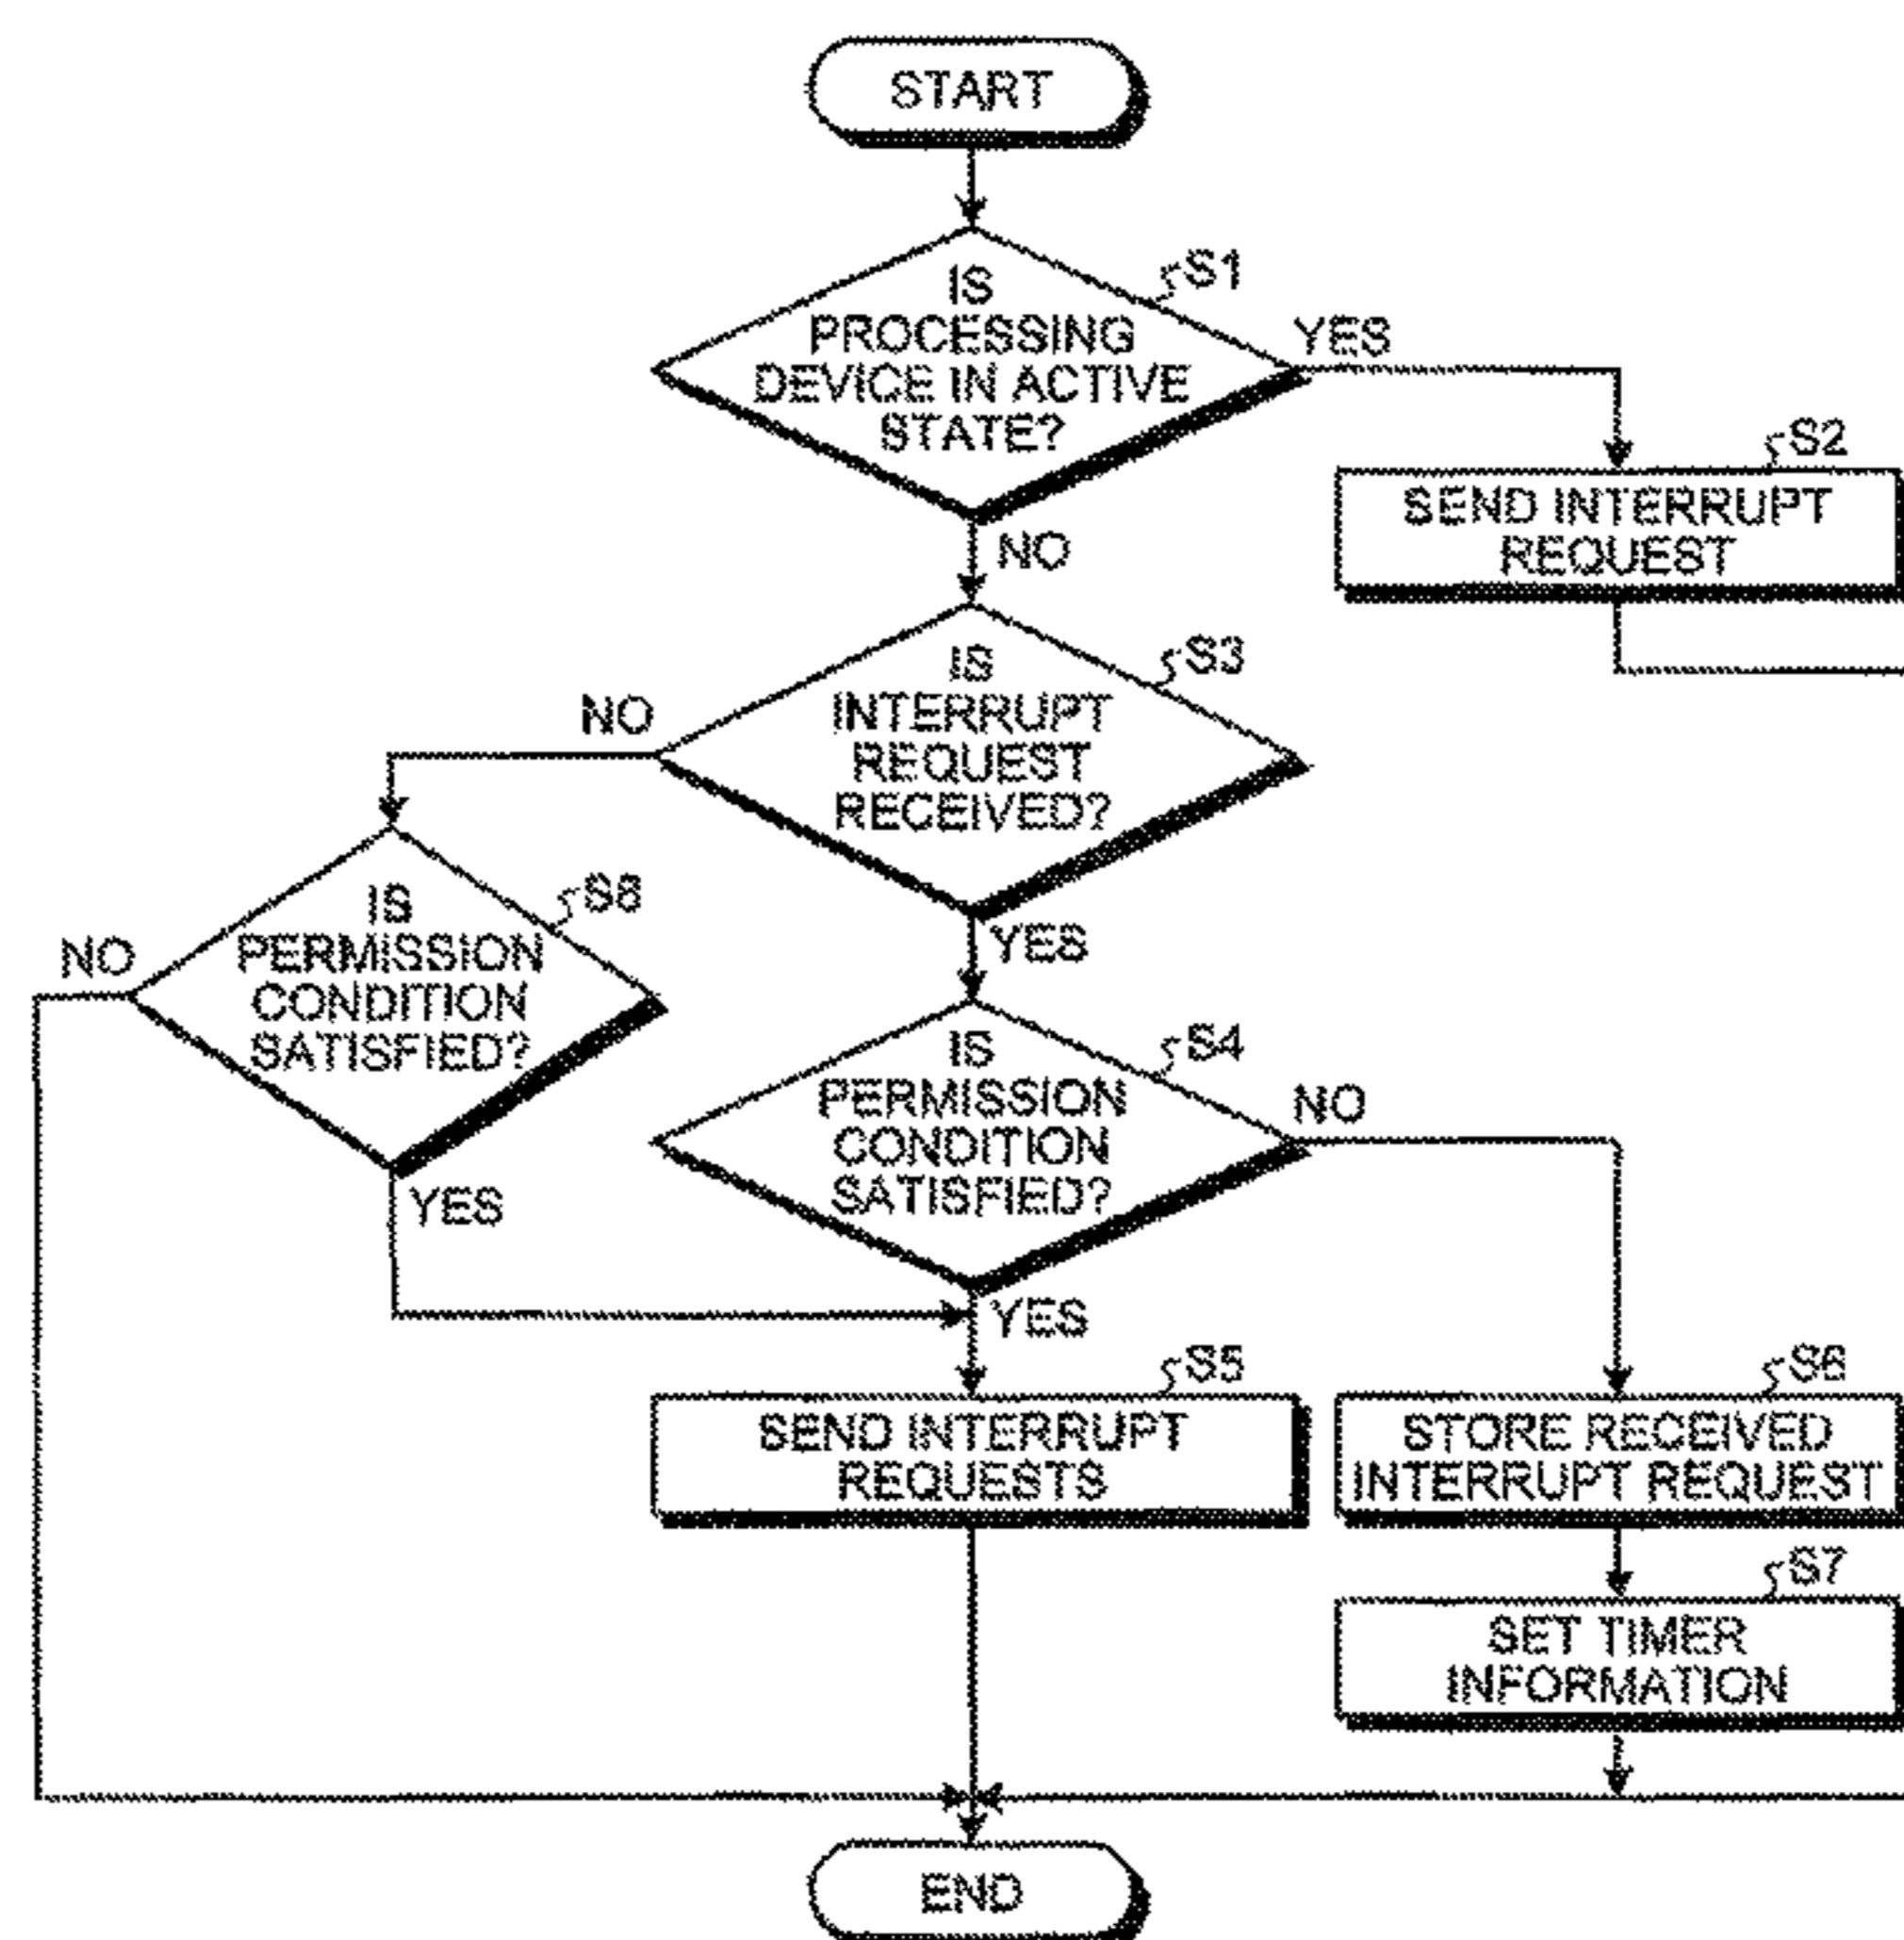 START
IS
PROCESSING
DEVICE IN ACTIVE
STATE?
S1
YES
NO
S2
SEND INTERRUPT
REQUEST
IS
INTERRUPT
REQUEST
RECEIVED?
S3
NO
YES
IS
PERMISSION
CONDITION
SATISFIED?
S8
NO
YES
IS
PERMISSION
CONDITION
SATISFIED?
S4
NO
YES
S5
SEND INTERRUPT
REQUESTS
S6
STORE RECEIVED
INTERRUPT REQUEST
S7
SET TIMER
INFORMATION
END